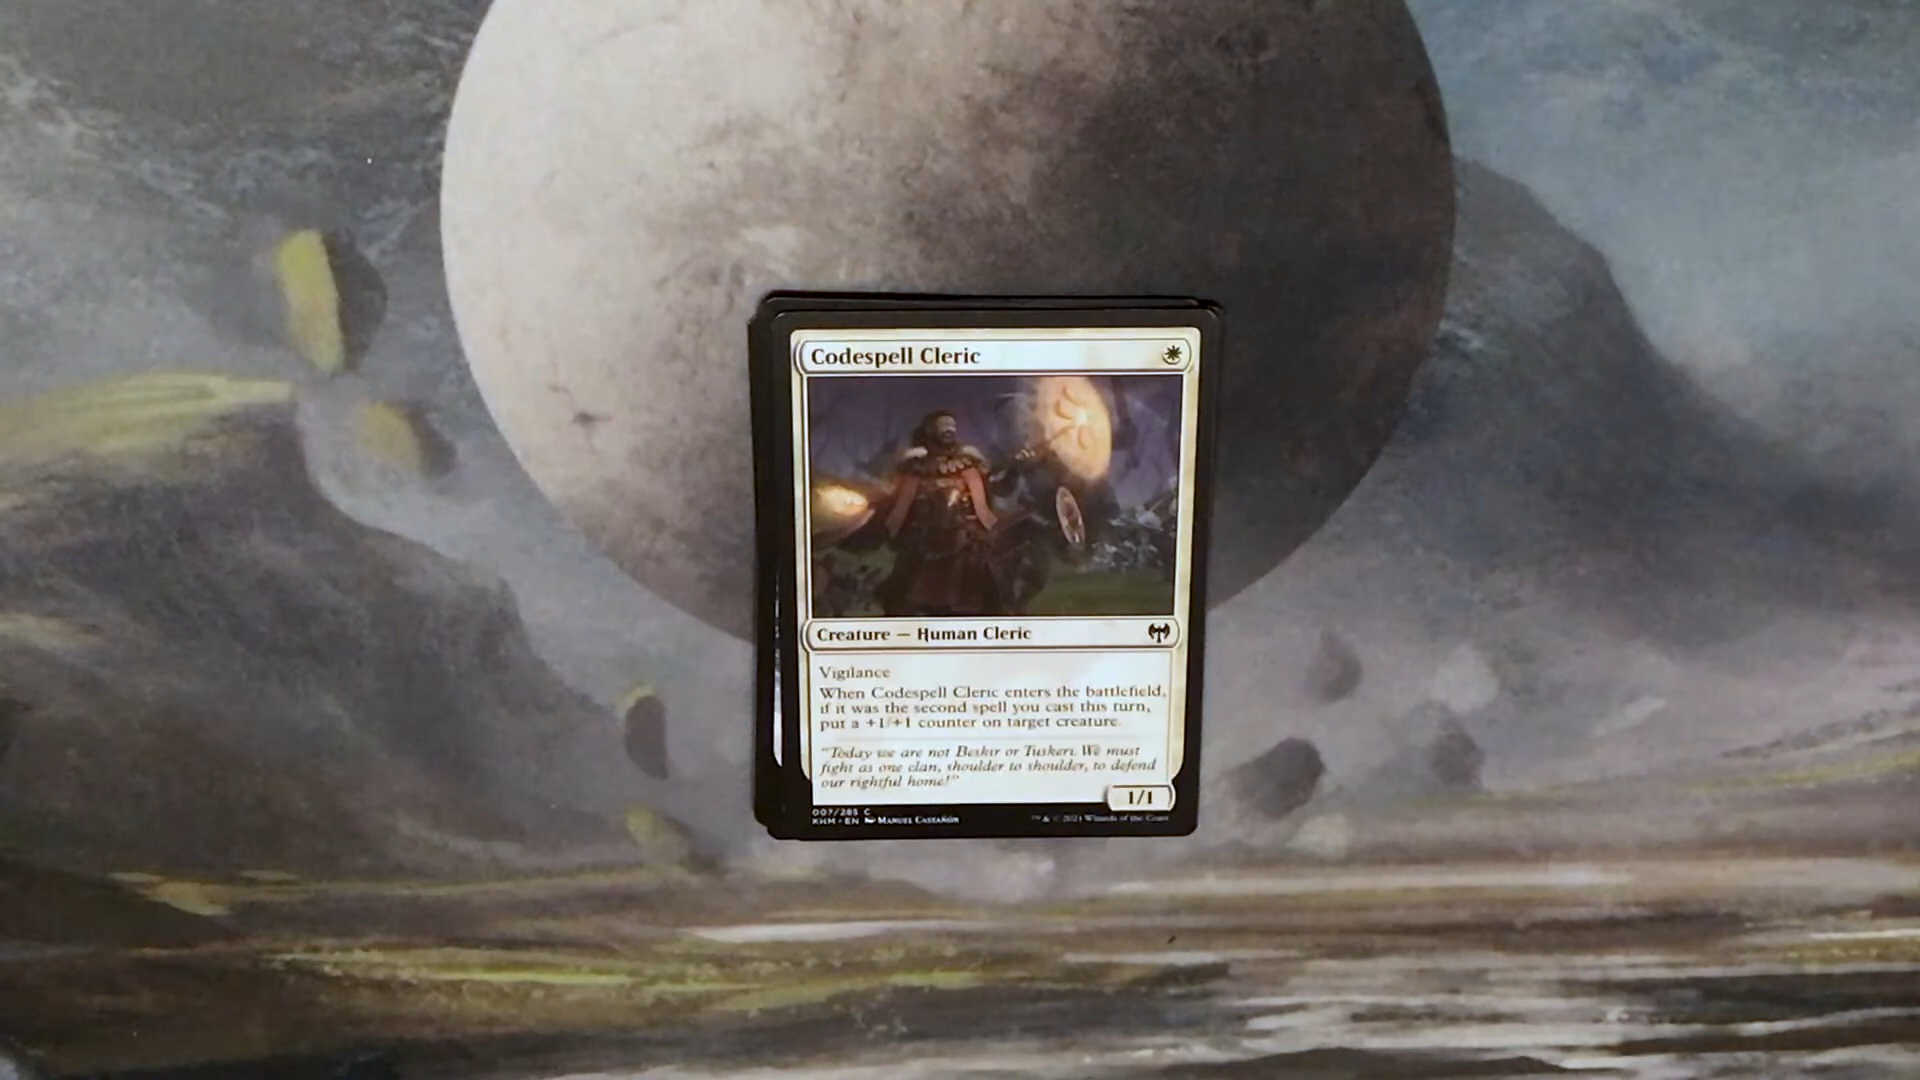 Codespell Cleric
Creature — Human Cleric
Vigilance
When Codespell Cleric enters the battlefield,
if it was the second spell you cast this turn,
put a +1/+1 counter on target creature.
"Today we are not Beskir or Tuskeri. We must
fight as one clan, shoulder to shoulder, to defend
our rightful home!"
1/1
007/285 C
KHM • EN Manuel Castañón
™ & © 2021 Wizards of the Coast